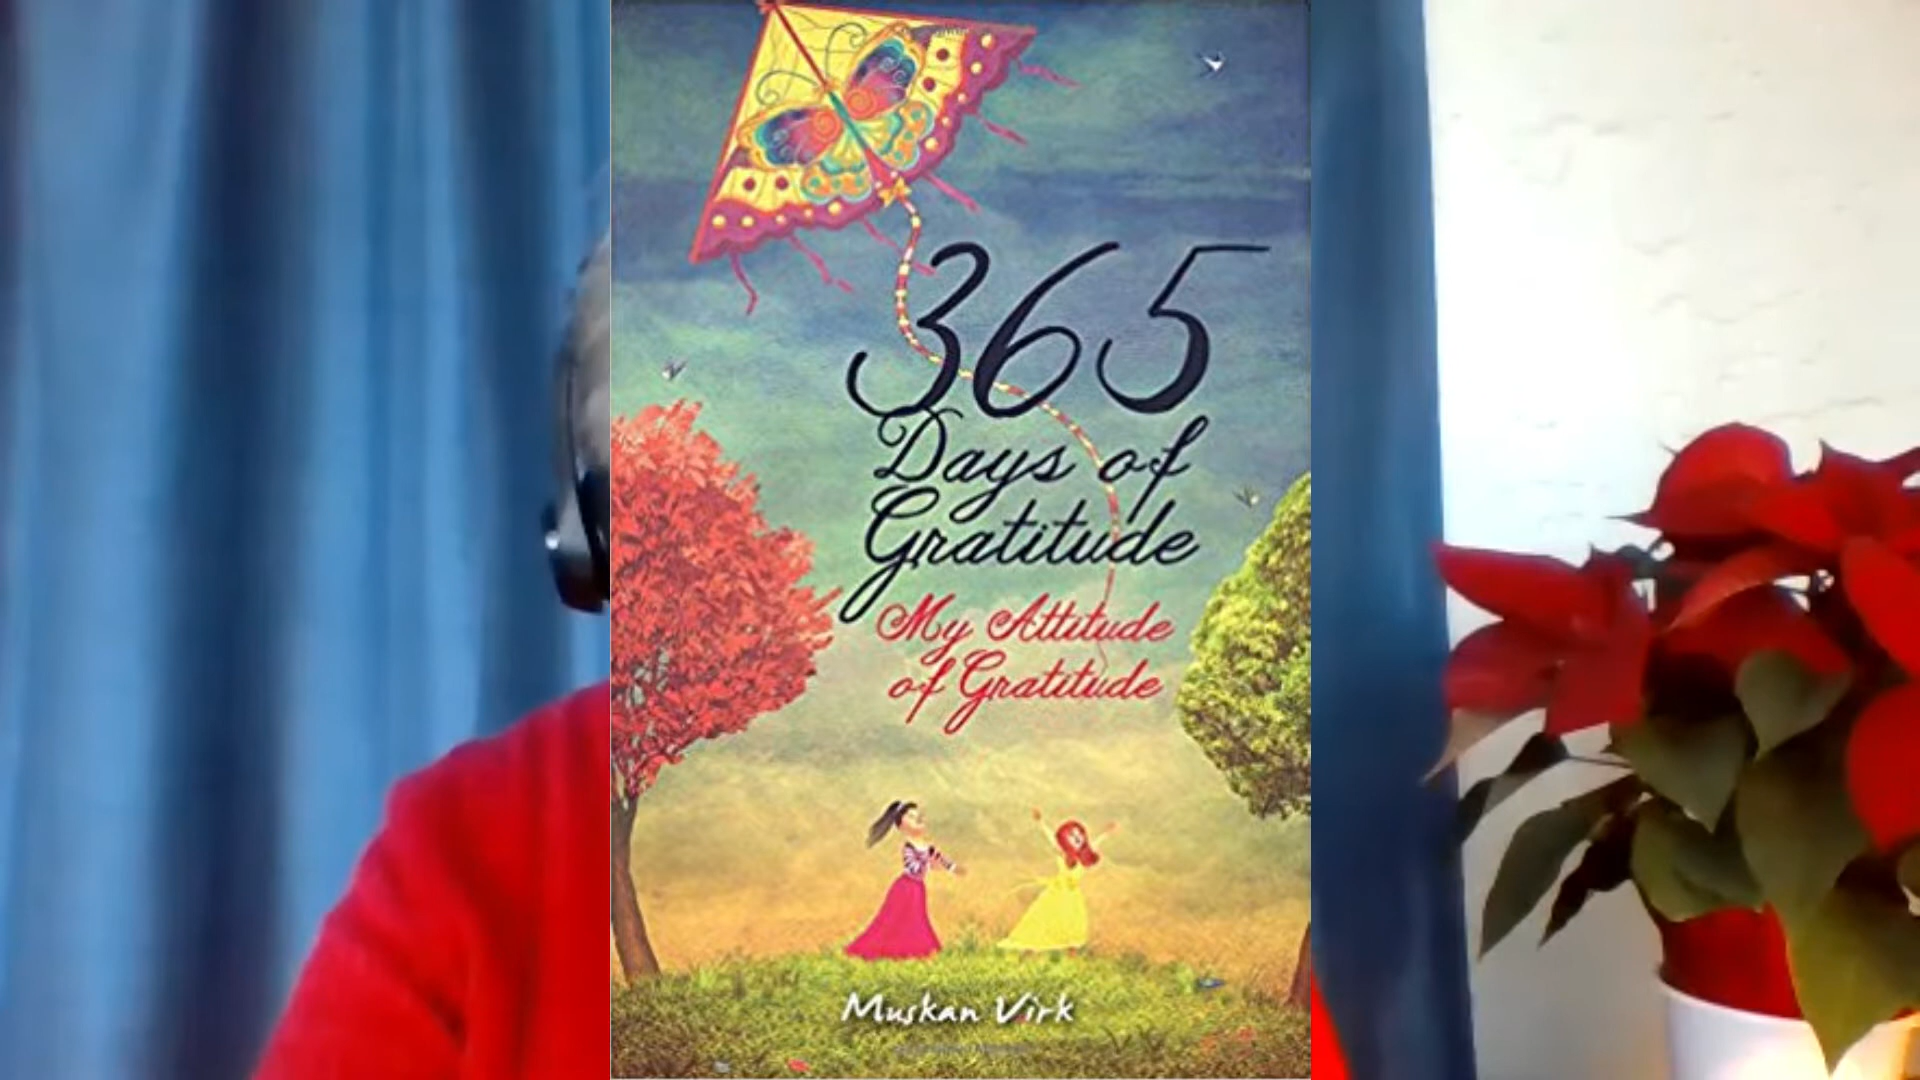 365
Days of
Gratitude
My Attitude
of Gratitude
Muskan Virk